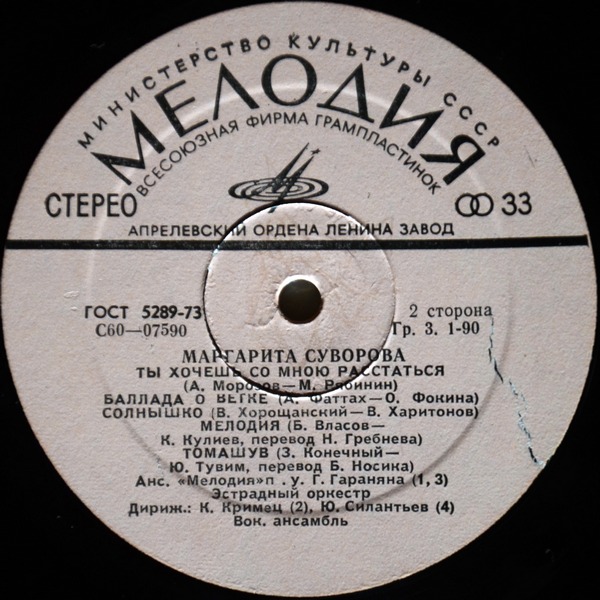 МИНИСТЕРСТВО КУЛЬТУРЫ СССР
МЕЛОДИЯ
ВСЕСОЮЗНАЯ ФИРМА ГРАМПЛАСТИНОК
СТЕРЕО
33
АПРЕЛЕВСКИЙ ОРДЕНА ЛЕНИНА ЗАВОД
ГОСТ 5289-73
2 сторона
С60—07590
Гр. 3. 1-90
МАРГАРИТА СУВОРОВА
ТЫ ХОЧЕШЬ СО МНОЮ РАССТАТЬСЯ
(А. Морозов—М. Рябинин)
БАЛЛАДА О ВЕТКЕ (А. Фаттах—О. Фокина)
СОЛНЫШКО (В. Хорощанский—В. Харитонов)
МЕЛОДИЯ (Б. Власов—
К. Кулиев, перевод Н. Гребнева)
ТОМАШУВ (З. Конечный—
Ю. Тувим, перевод Б. Носика)
Анс. «Мелодия»п . у. Г. Гараняна (1, 3)
Эстрадный оркестр
Дириж.: К. Кримец (2), Ю. Силантьев (4)
Вок. ансамбль